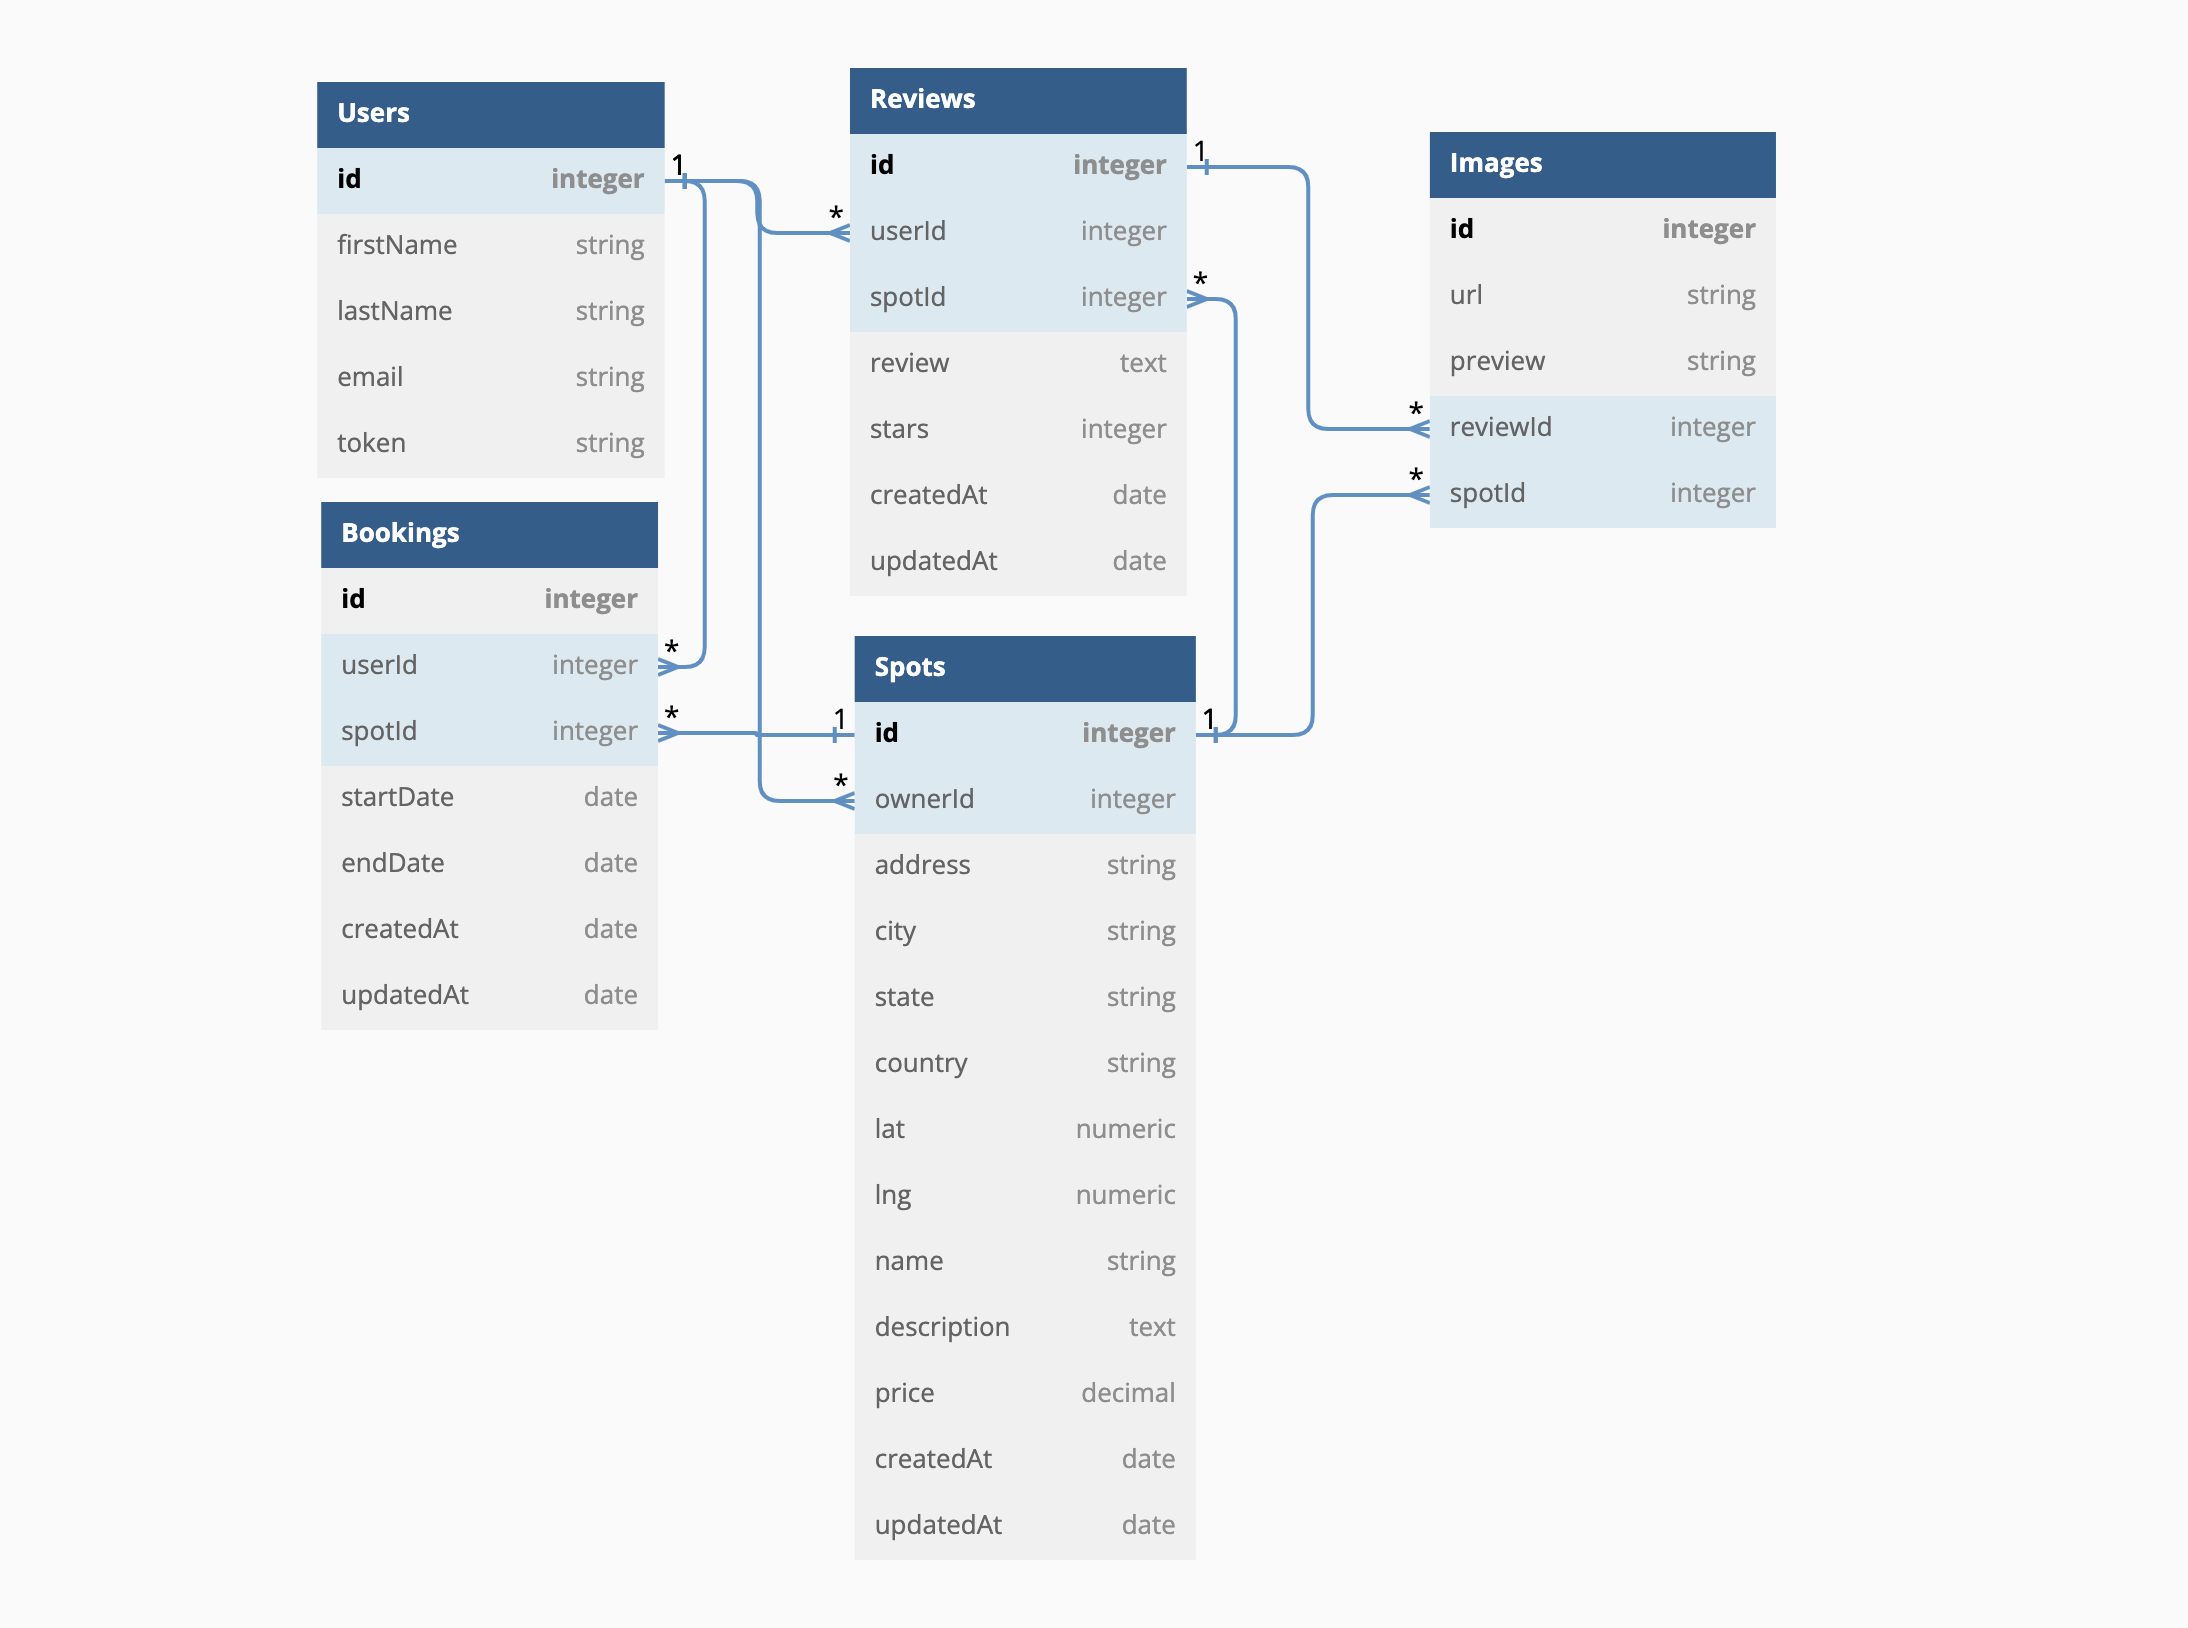 Users
id integer
firstName string
lastName string
email string
token string
Bookings
id integer
userId integer
spotId integer
startDate date
endDate date
createdAt date
updatedAt date
Reviews
id integer
userId integer
spotId integer
review text
stars integer
createdAt date
updatedAt date
Spots
id integer
ownerId integer
address string
city string
state string
country string
lat numeric
lng numeric
name string
description text
price decimal
createdAt date
updatedAt date
Images
id integer
url string
preview string
reviewId integer
spotId integer
1
*
*
*
1
*
*
1
*
1
*